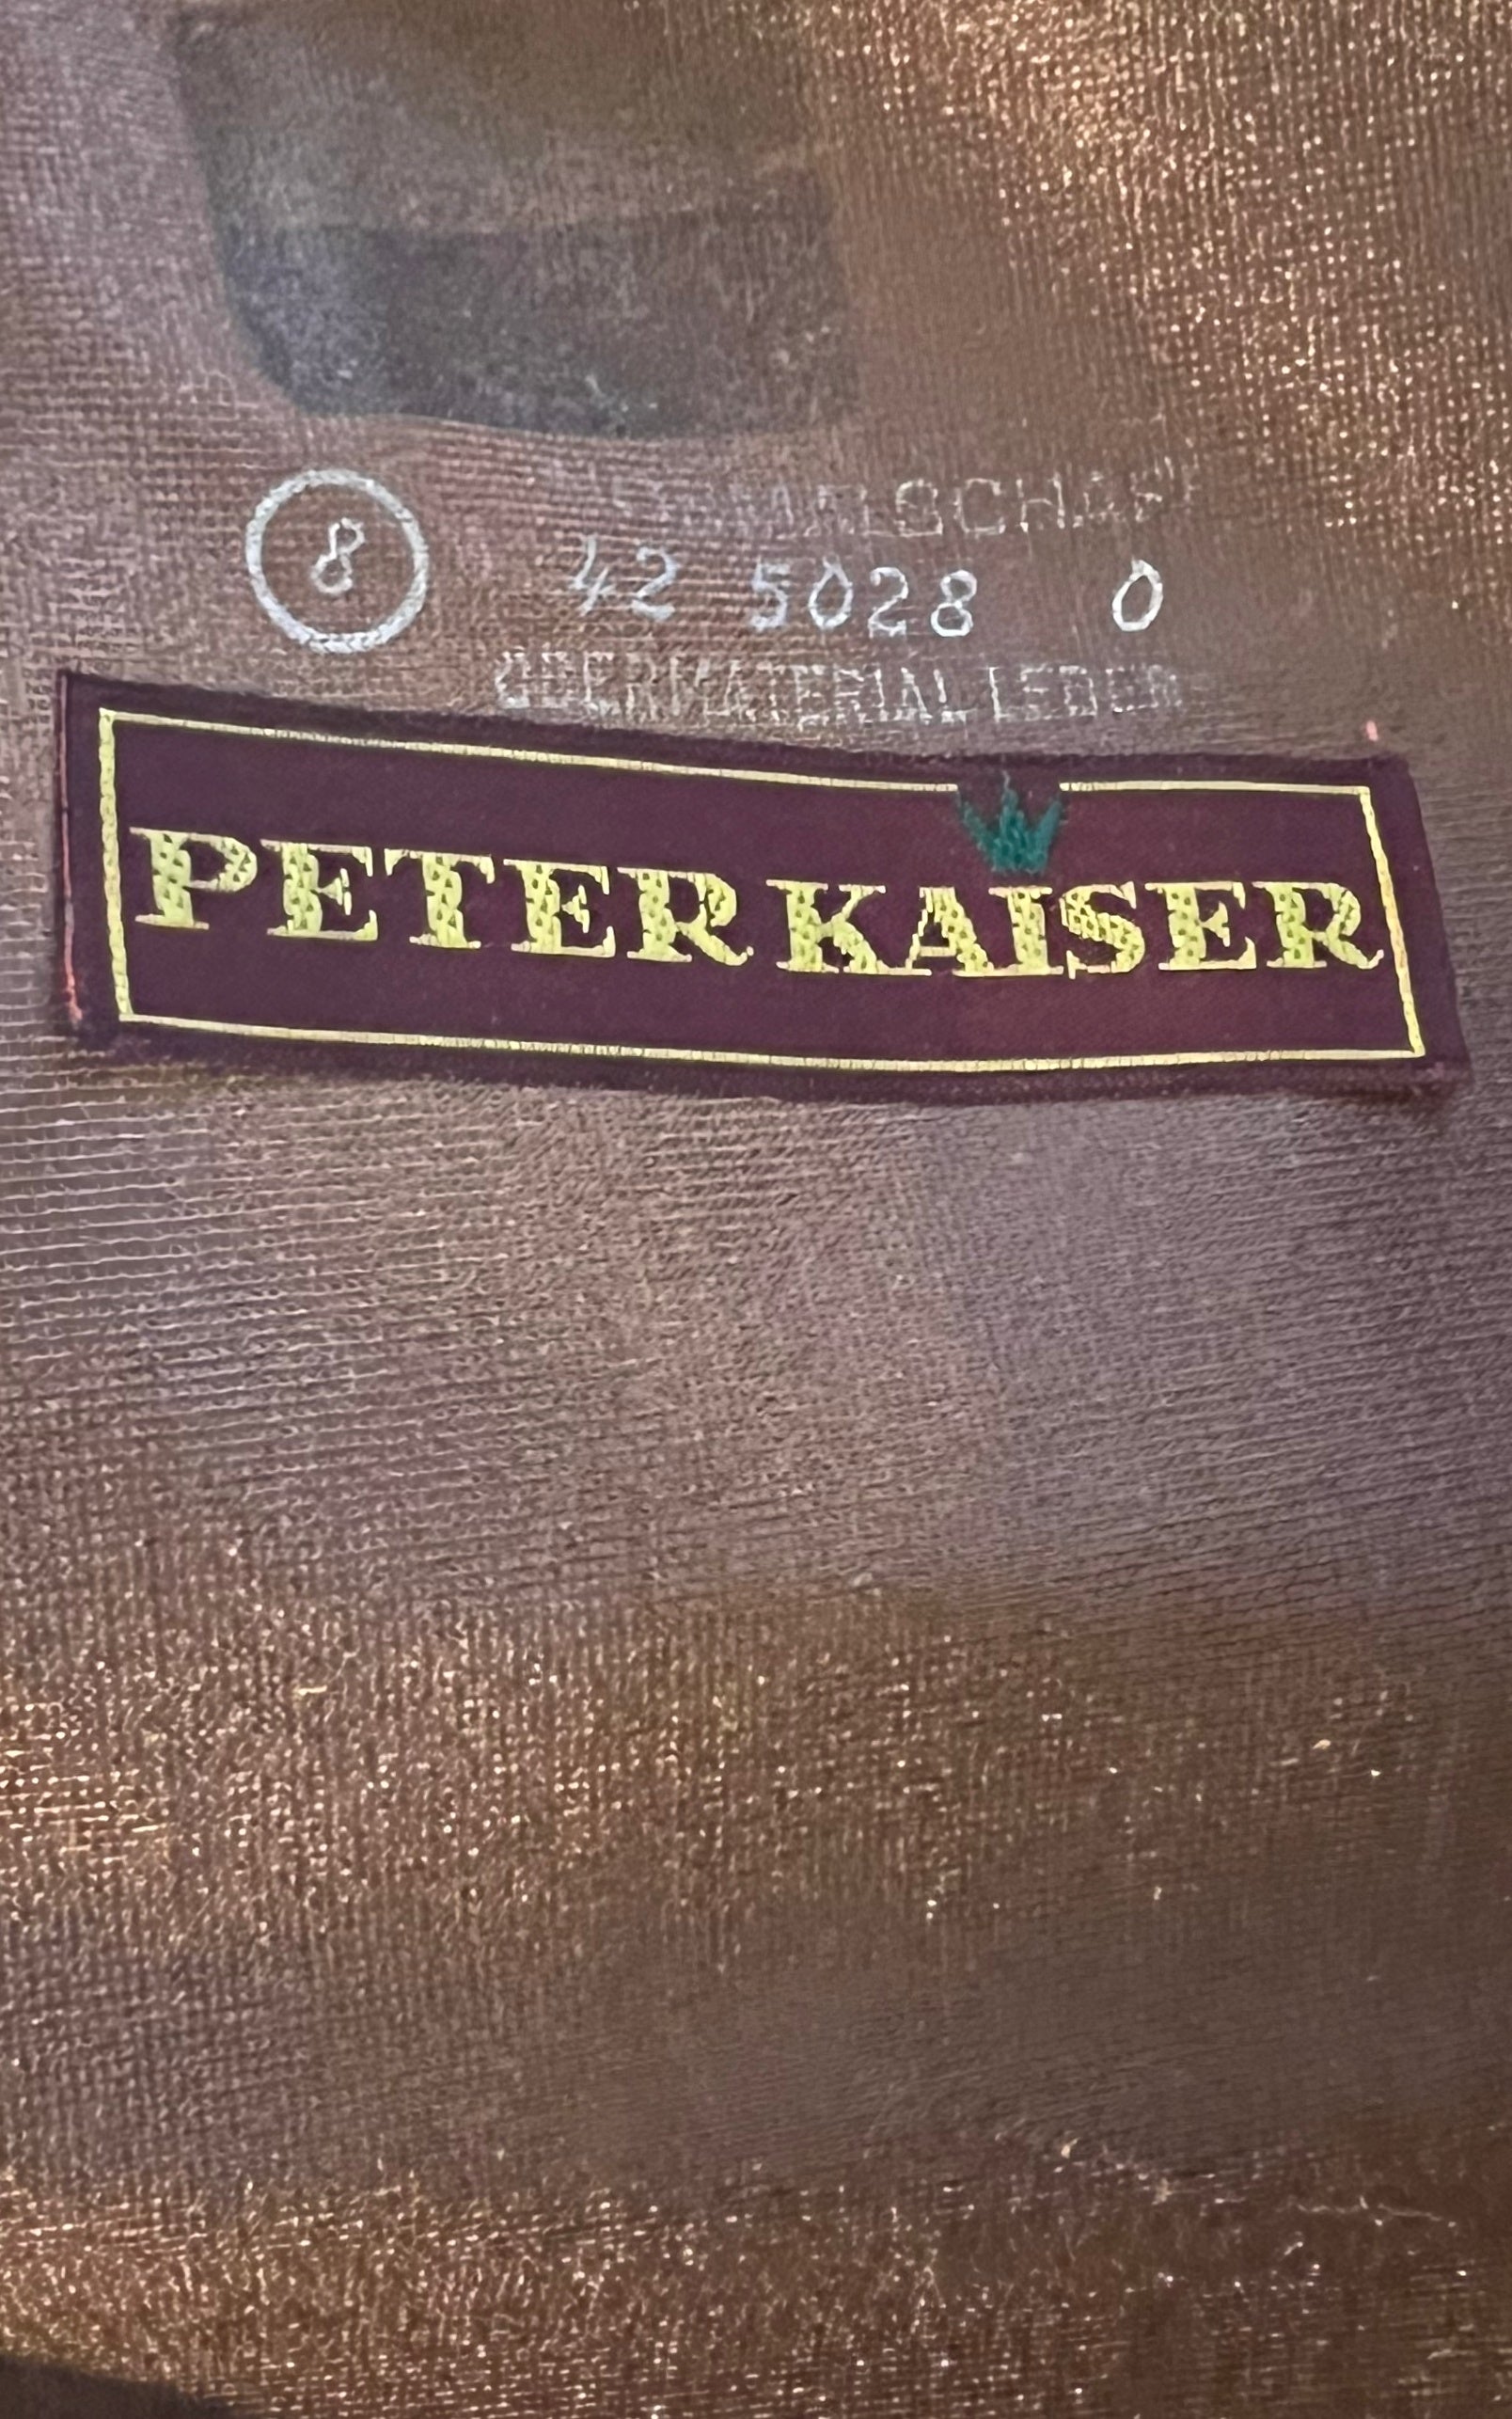 8 42 5028 0
OBERMATERIAL LEDER
PETER KAISER